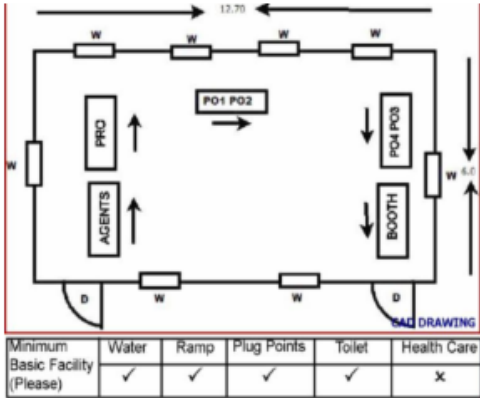 12.70
W W W W
PO1 PO2
PRO
PO4 PO3
W
W 6.0
AGENTS
BOOTH
D W W D
CAD DRAWING
Minimum Basic Facility (Please) Water Ramp Plug Points Toilet Health Care
✓ ✓ ✓ ✓ x